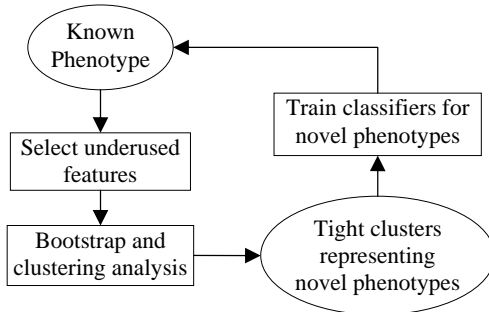 Known
Phenotype
Select underused
features
Bootstrap and
clustering analysis
Tight clusters
representing
novel phenotypes
Train classifiers for
novel phenotypes